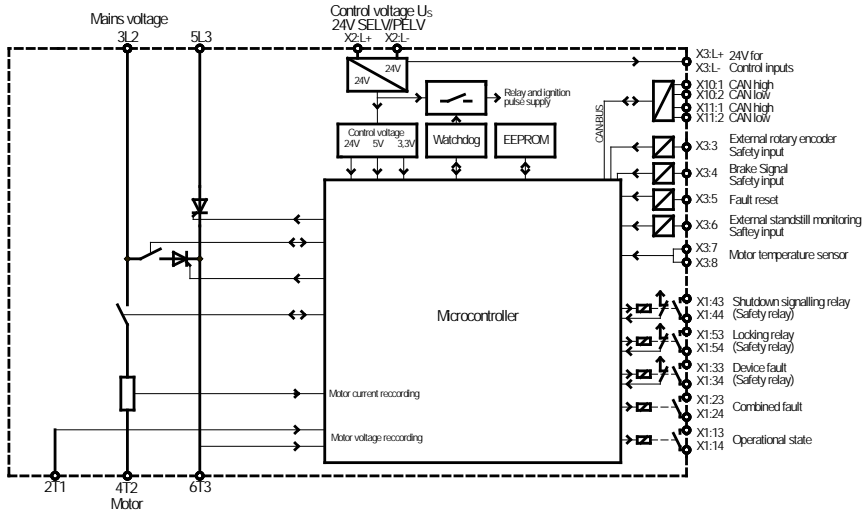 Control voltage US
24V SELV/PELV
Mains voltage
3L2
5L3
X2:L+
X2:L-
24V
24V
Relay and ignition
pulse supply
Control voltage
24V
5V
3,3V
Watchdog
EEPROM
CAN-BUS
X3:L+ 24V for
X3:L- Control inputs
X10:1 CAN high
X10:2 CAN low
X11:1 CAN high
X11:2 CAN low
X3:3
External rotary encoder
Safety input
X3:4
Brake Signal
Safety input
X3:5 Fault reset
X3:6
External standstill monitoring
Saftey input
X3:7
X3:8
Motor temperature sensor
Microcontroller
X1:43 Shutdown signalling relay
X1:44 (Safety relay)
X1:53 Locking relay
X1:54 (Safety relay)
X1:33 Device fault
X1:34 (Safety relay)
X1:23
X1:24
Combined fault
X1:13
X1:14
Operational state
Motor current reccording
Motor voltage reccording
2T1
4T2
6T3
Motor